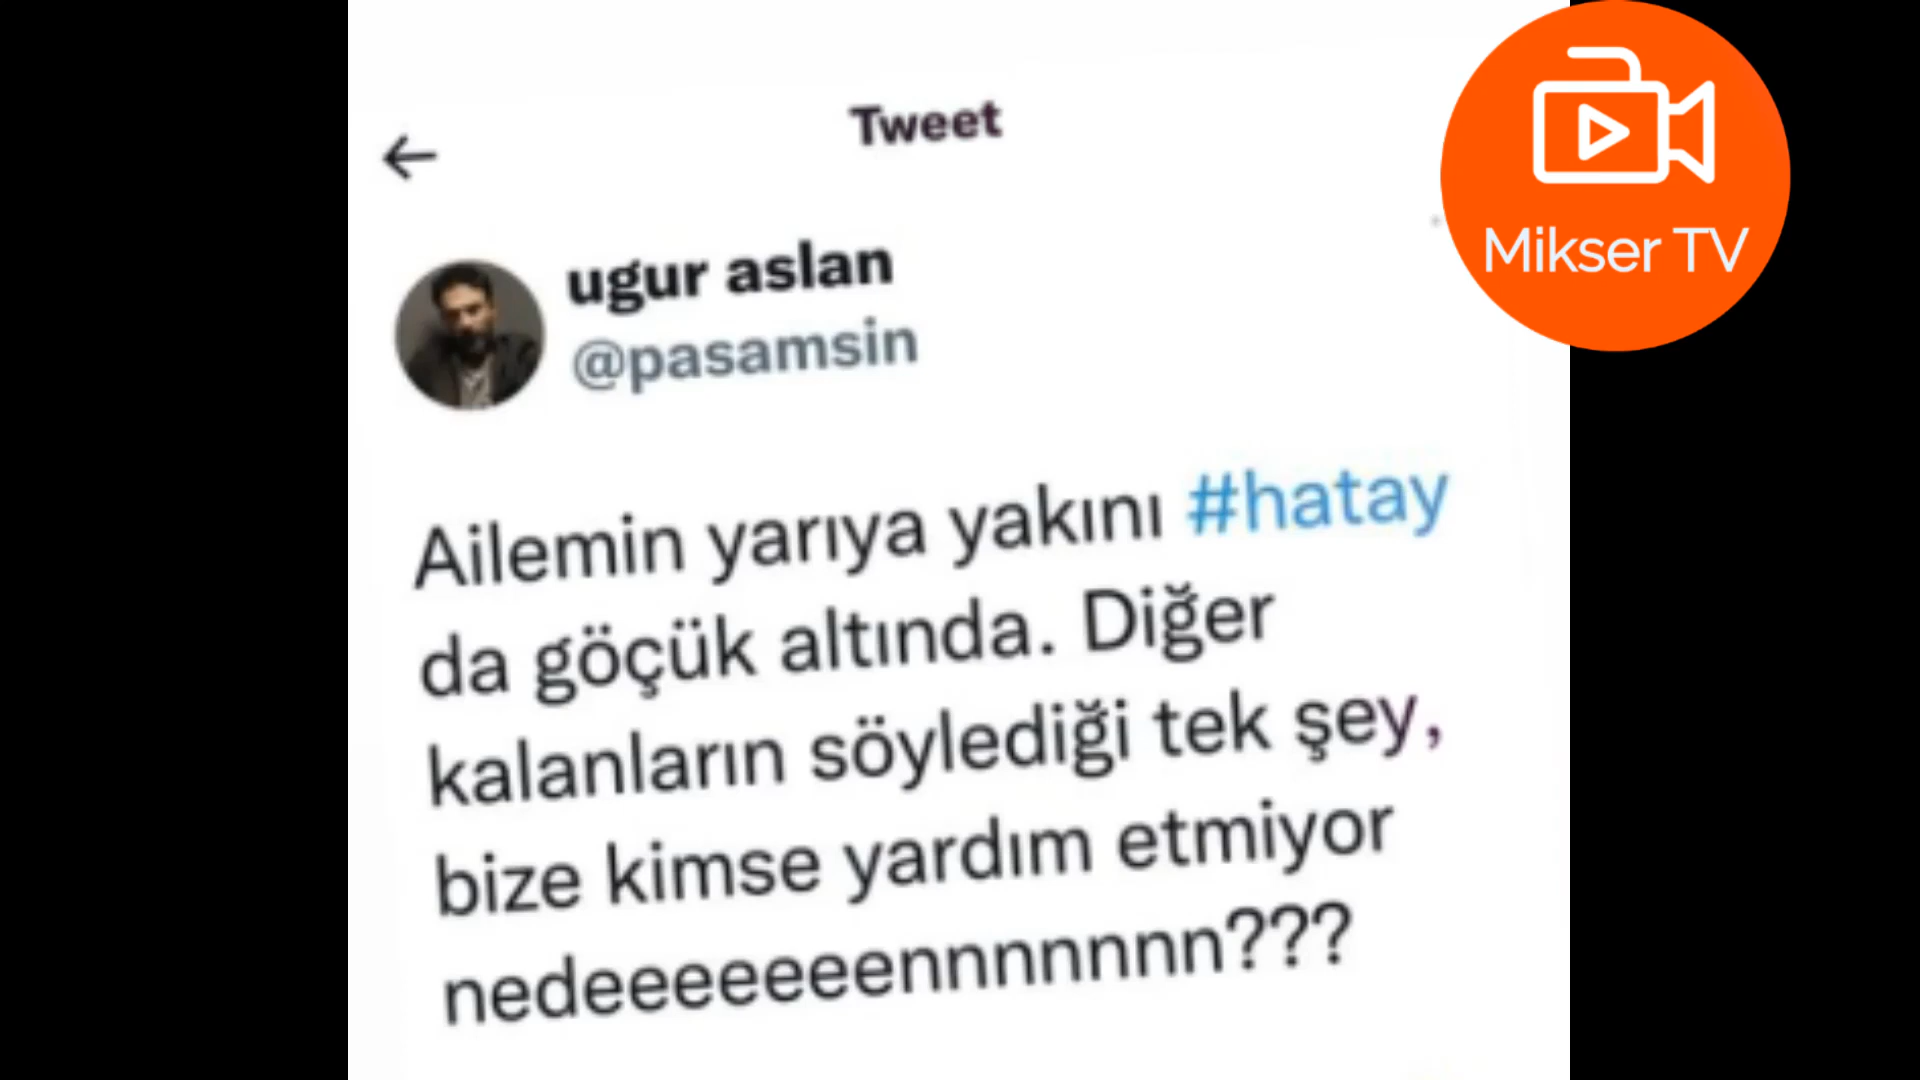 Tweet
ugur aslan
@pasamsin
Ailemin yarıya yakını #hatay
da göçük altında. Diğer
kalanların söylediği tek şey,
bize kimse yardım etmiyor
nedeeeeeeennnnnnn???
Mikser TV